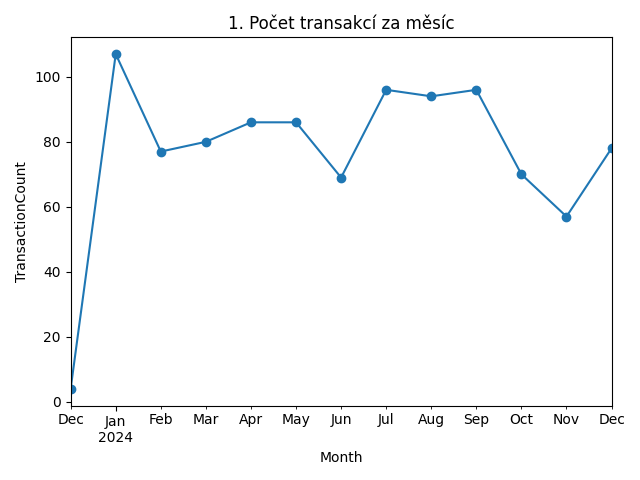 1. Počet transakcí za měsíc
TransactionCount
100
80
60
40
20
0
Dec Jan Feb Mar Apr May Jun Jul Aug Sep Oct Nov Dec
2024
Month